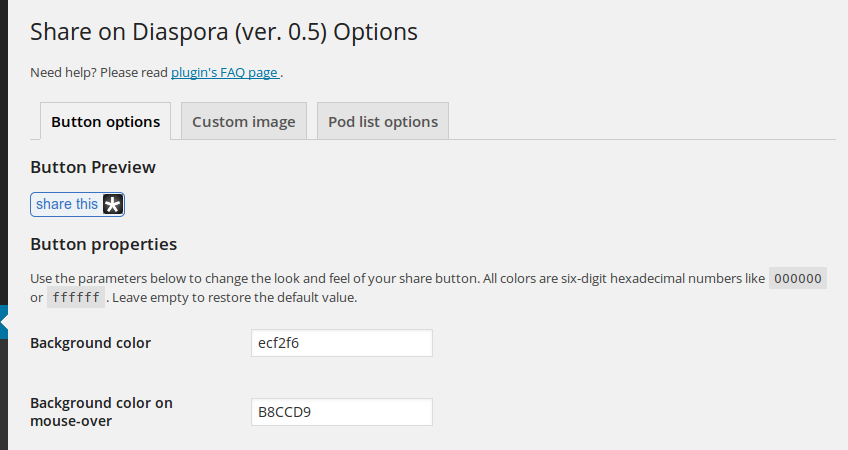 Share on Diaspora (ver. 0.5) Options
Need help? Please read plugin's FAQ page .
Button options Custom image Pod list options
Button Preview
share this
Button properties
Use the parameters below to change the look and feel of your share button. All colors are six-digit hexadecimal numbers like 000000
or ffffff . Leave empty to restore the default value.
Background color ecf2f6
Background color on
mouse-over B8CCD9